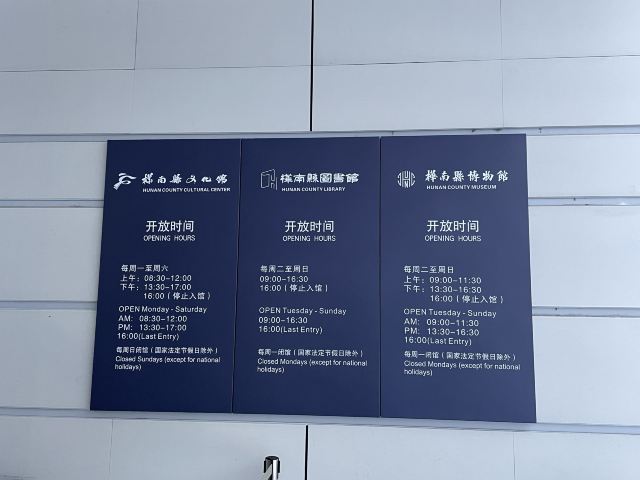 桦南县文化馆
HUNAN COUNTY CULTURAL CENTER
开放时间
OPENING HOURS
每周一至周六
上午：08:30-12:00
下午：13:30-17:00
16:00（停止入馆）
OPEN Monday - Saturday
AM: 08:30-12:00
PM: 13:30-17:00
16:00(Last Entry)
每周日闭馆（国家法定节假日除外）
Closed Sundays (except for national
holidays)
桦南縣圖書館
HUNAN COUNTY LIBRARY
开放时间
OPENING HOURS
每周二至周日
09:00-16:30
16:00（停止入馆）
OPEN Tuesday - Sunday
09:00-16:30
16:00(Last Entry)
每周一闭馆（国家法定节假日除外）
Closed Mondays (except for national
holidays)
樺南縣博物館
HUNAN COUNTY MUSEUM
开放时间
OPENING HOURS
每周二至周日
上午：09:00-11:30
下午：13:30-16:30
16:00（停止入馆）
OPEN Tuesday - Sunday
AM: 09:00-11:30
PM: 13:30-16:30
16:00(Last Entry)
每周一闭馆（国家法定节假日除外）
Closed Mondays (except for national
holidays)